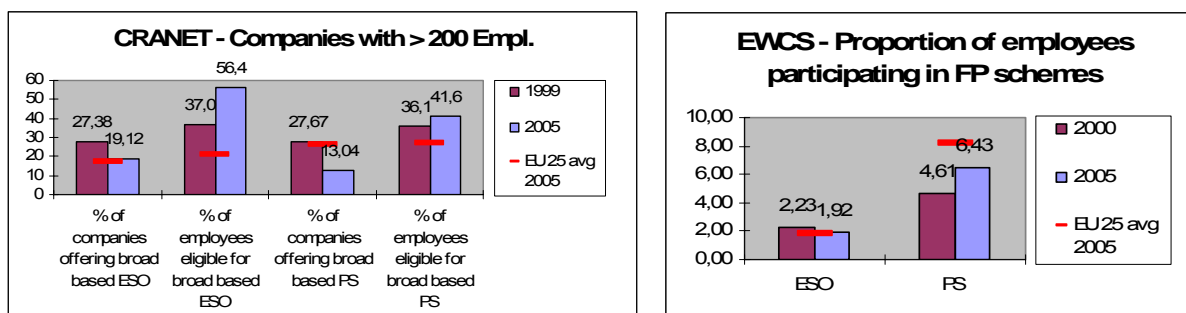 CRANET - Companies with > 200 Empl.
60
50
40
30
20
10
0
27,38
19,12
37,0
56,4
27,67
13,04
36,1
41,6
% of
companies
offering broad
based ESO
% of
employees
eligible for
broad based
ESO
% of
companies
offering broad
based PS
% of
employees
eligible for
broad based
PS
1999
2005
EU25 avg
2005
EWCS - Proportion of employees
participating in FP schemes
10,00
8,00
6,00
4,00
2,00
0,00
2,23
1,92
4,61
6,43
ESO
PS
2000
2005
EU25 avg
2005